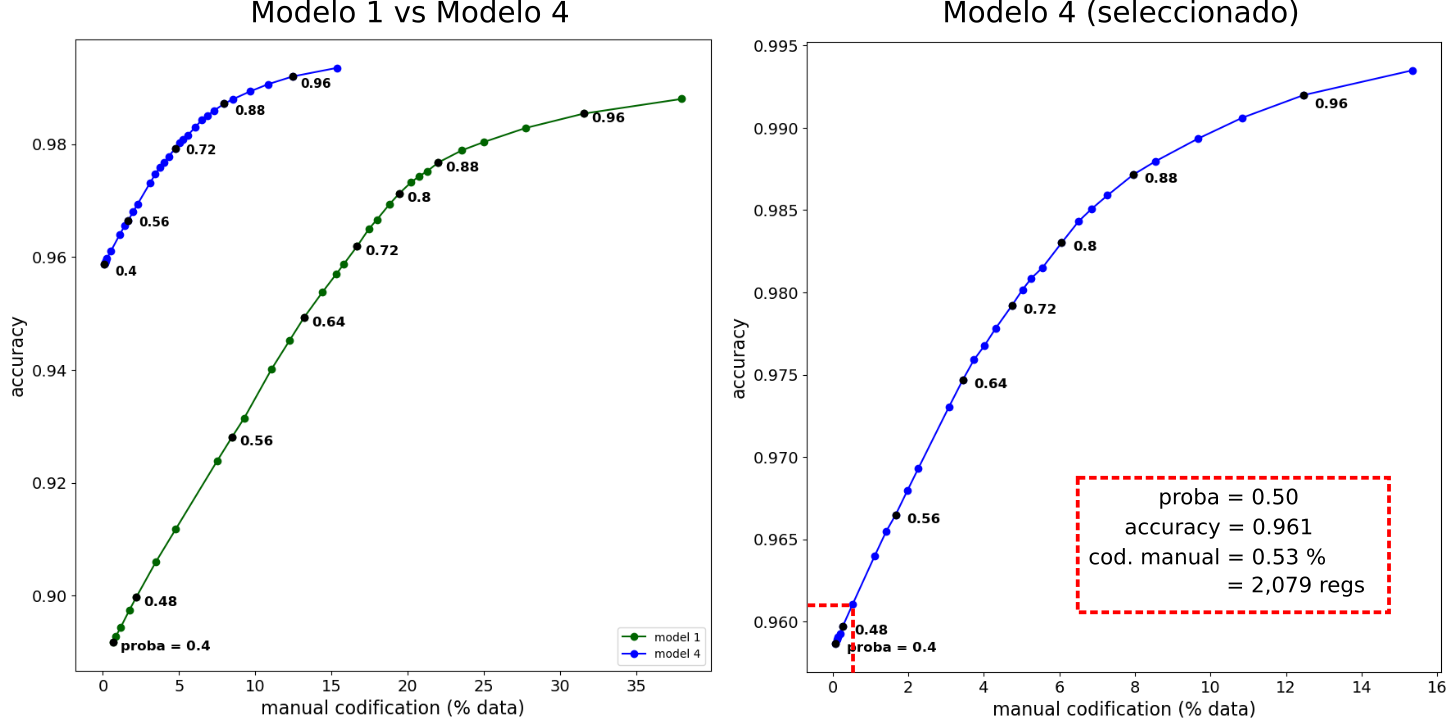 Modelo 1 vs Modelo 4
0.98
0.96
0.94
0.92
0.90
accuracy
0.96
0.88
0.72
0.56
0.4
0.96
0.88
0.8
0.72
0.64
0.56
0.48
proba = 0.4
model 1
model 4
0 5 10 15 20 25 30 35
manual codification (% data)
Modelo 4 (seleccionado)
0.995
0.990
0.985
0.980
0.975
0.970
0.965
0.960
accuracy
0.96
0.88
0.8
0.72
0.64
0.56
0.48
proba = 0.4
proba = 0.50
accuracy = 0.961
cod. manual = 0.53 %
= 2,079 regs
0 2 4 6 8 10 12 14 16
manual codification (% data)